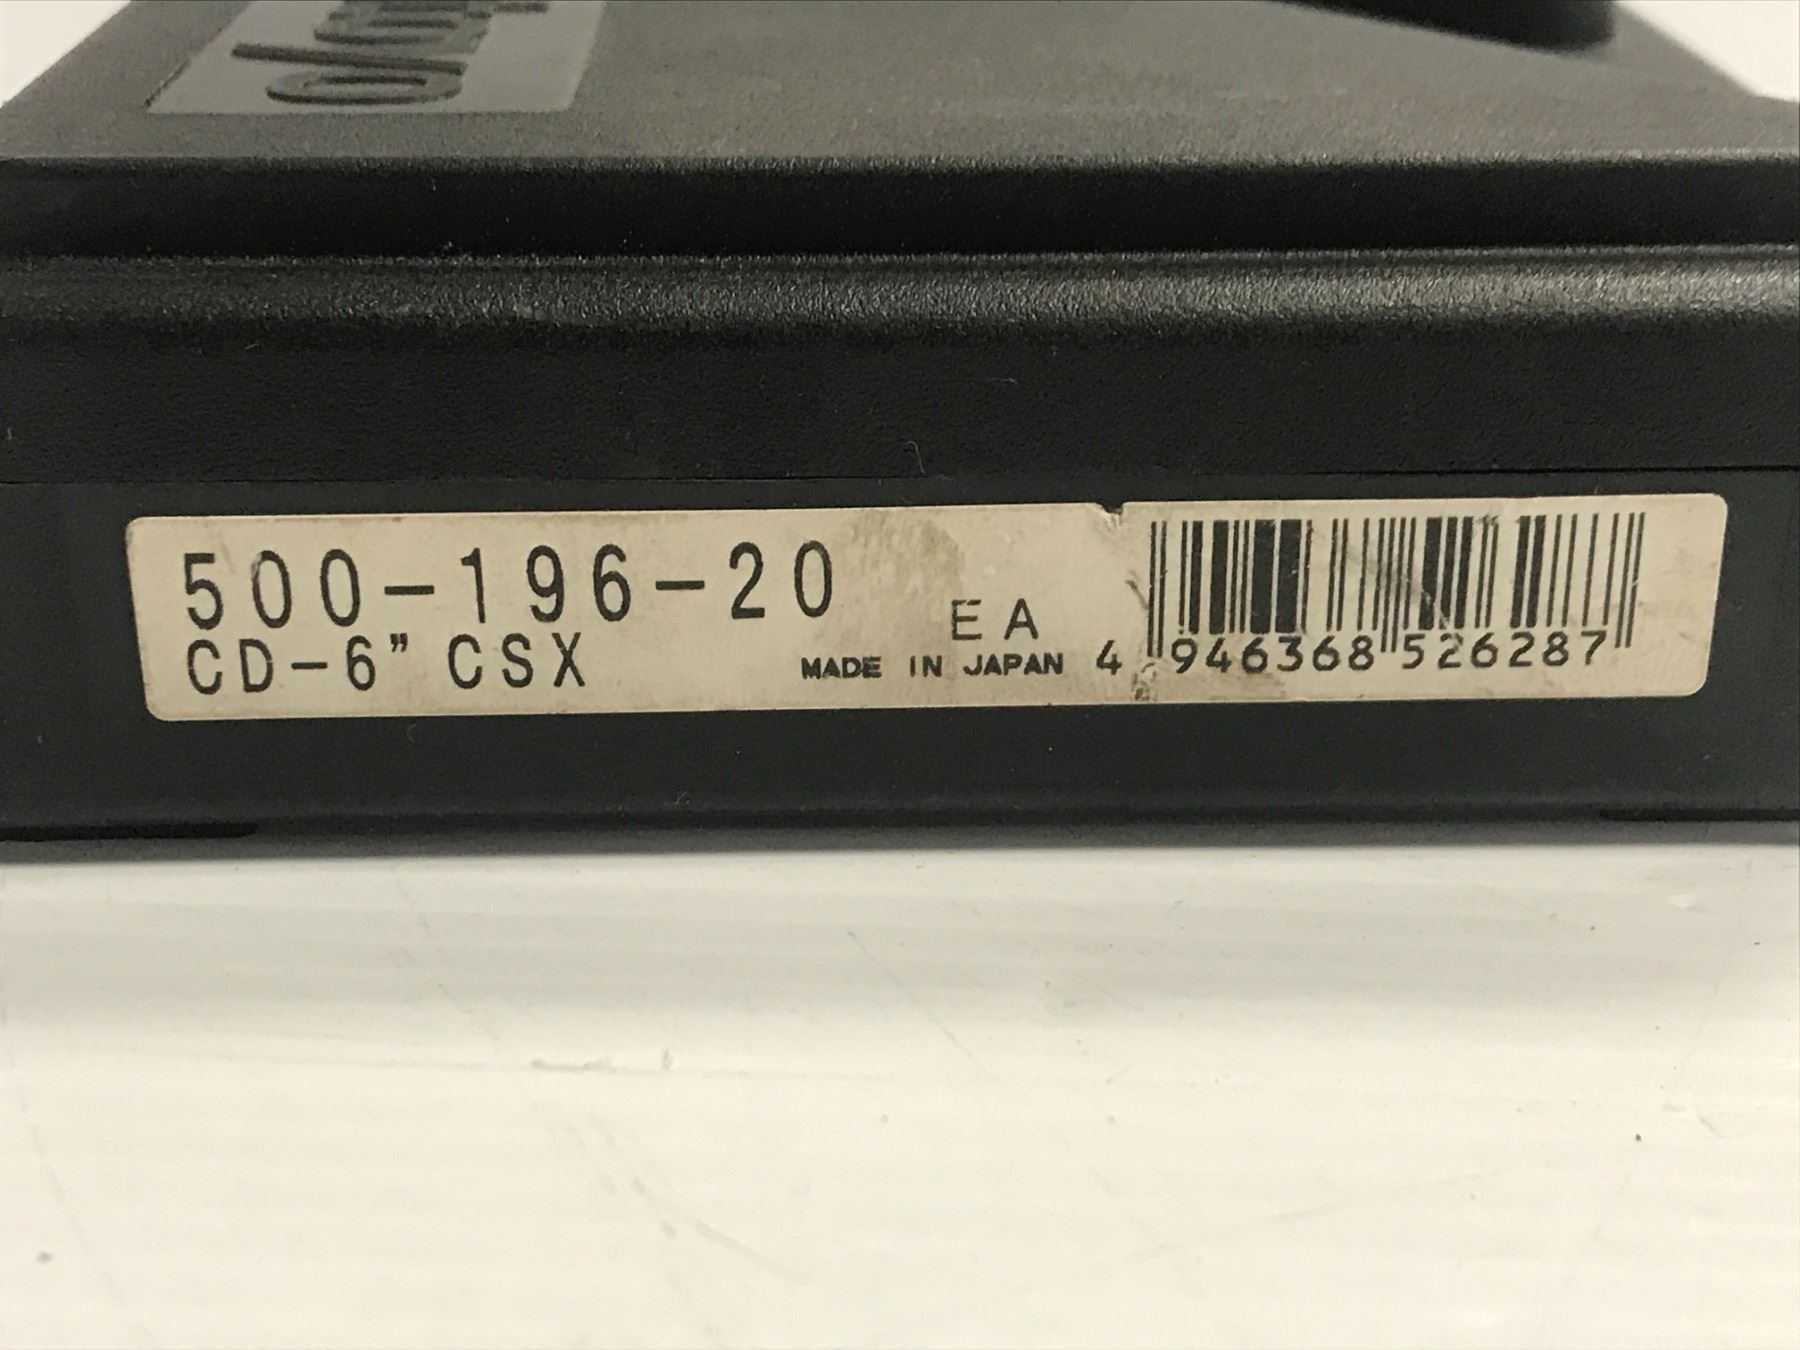 500-196-20
CD-6" CSX
EA
MADE IN JAPAN
4 946368 526287